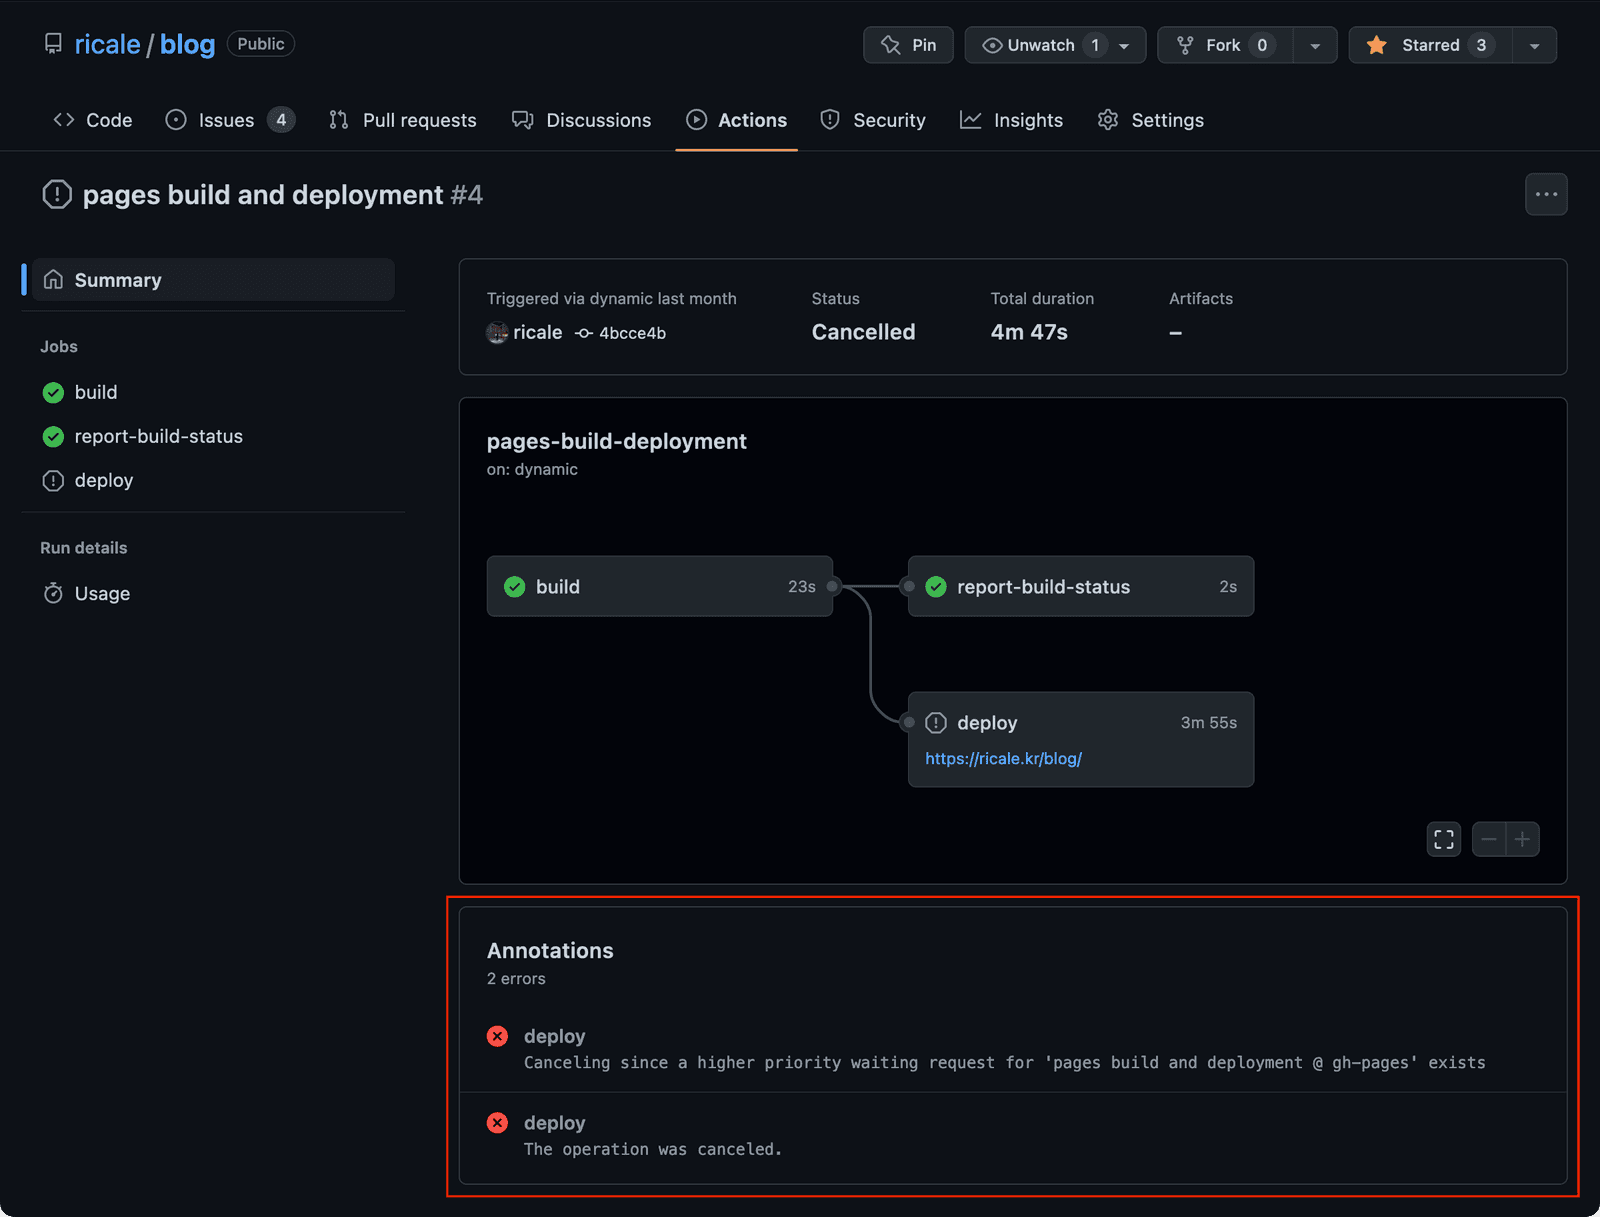 ricale / blog Public
Pin
Unwatch 1
Fork 0
Starred 3
Code
Issues 4
Pull requests
Discussions
Actions
Security
Insights
Settings
pages build and deployment #4
Summary
Jobs
build
report-build-status
deploy
Run details
Usage
Triggered via dynamic last month
ricale 4bcce4b
Status
Cancelled
Total duration
4m 47s
Artifacts
–
pages-build-deployment
on: dynamic
build 23s
report-build-status 2s
deploy 3m 55s
https://ricale.kr/blog/
Annotations
2 errors
deploy
Canceling since a higher priority waiting request for 'pages build and deployment @ gh-pages' exists
deploy
The operation was canceled.